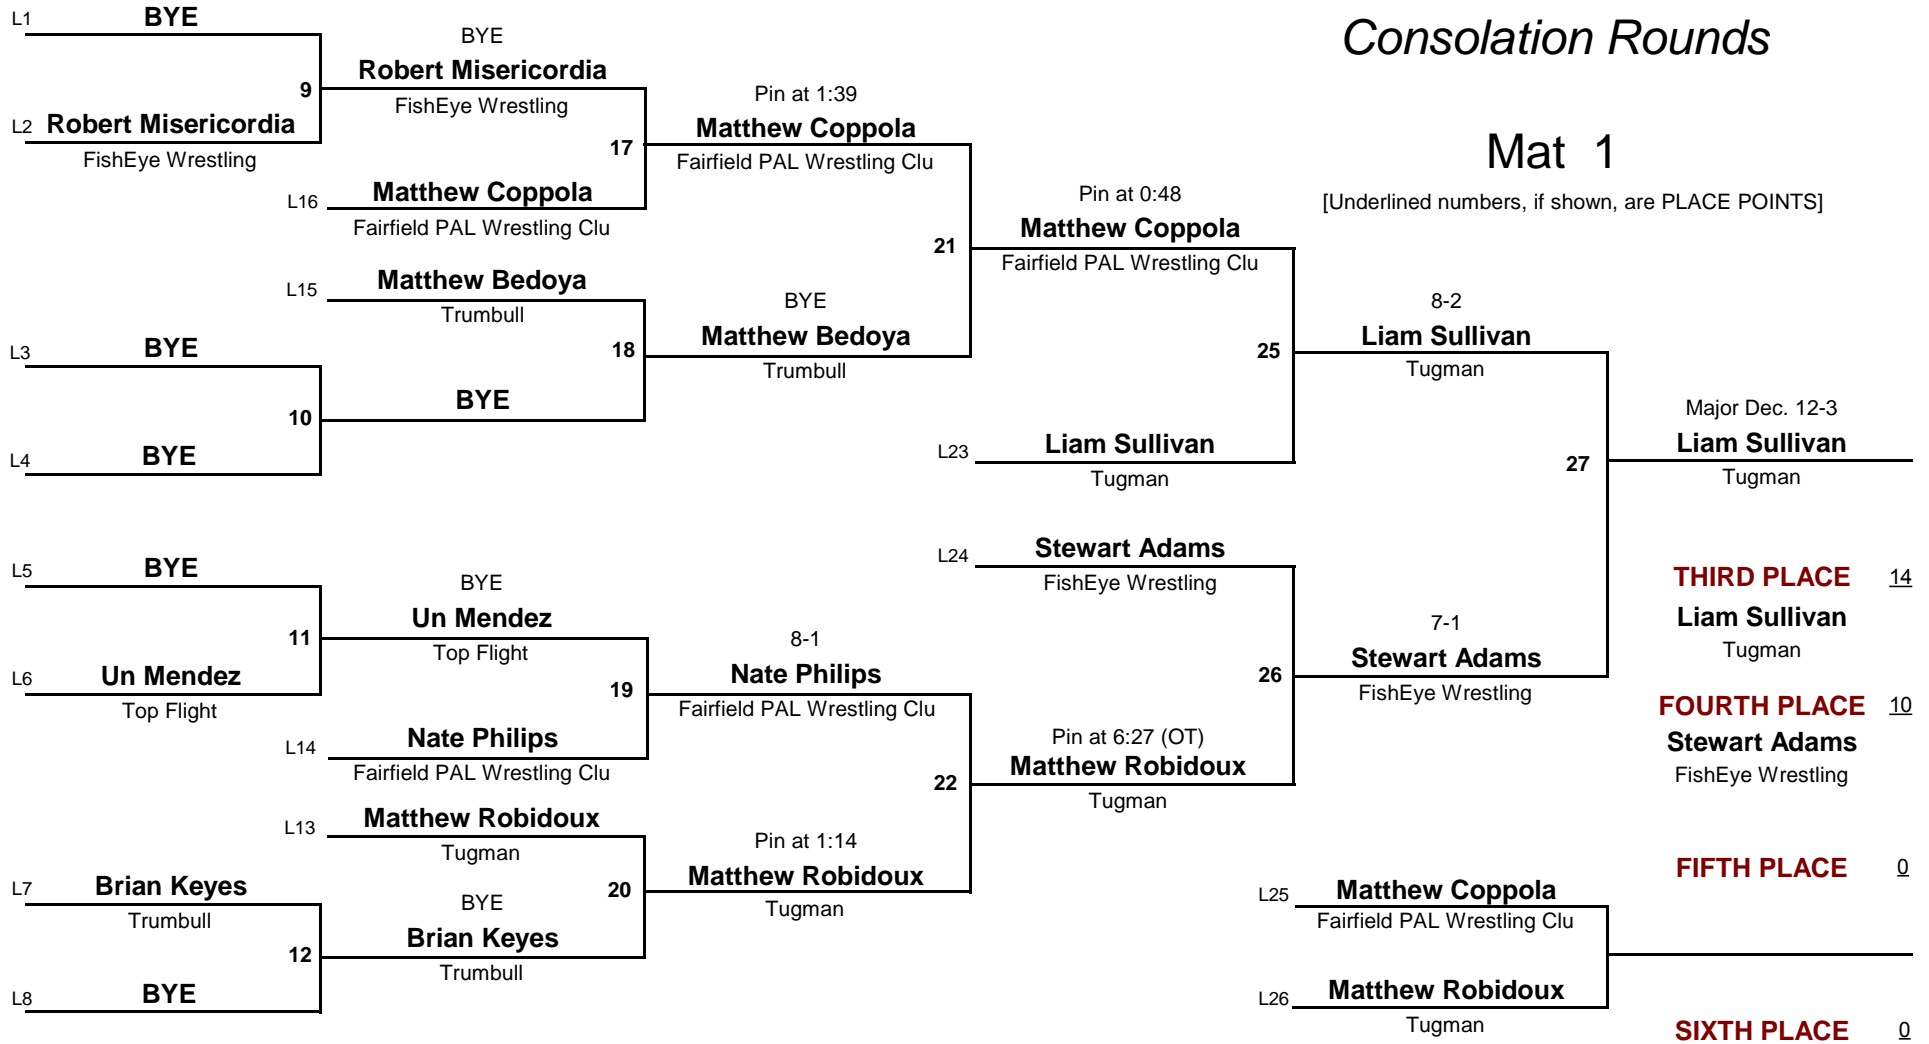 Consolation Rounds
Mat 1
[Underlined numbers, if shown, are PLACE POINTS]
L1
BYE
9
L2
Robert Misericordia
FishEye Wrestling
L3
BYE
10
L4
BYE
L5
BYE
11
L6
Un Mendez
Top Flight
L7
Brian Keyes
Trumbull
12
L8
BYE
BYE
Robert Misericordia
FishEye Wrestling
17
L16
Matthew Coppola
Fairfield PAL Wrestling Clu
L15
Matthew Bedoya
Trumbull
18
BYE
BYE
Un Mendez
Top Flight
19
L14
Nate Philips
Fairfield PAL Wrestling Clu
L13
Matthew Robidoux
Tugman
20
BYE
Brian Keyes
Trumbull
Pin at 1:39
Matthew Coppola
Fairfield PAL Wrestling Clu
21
BYE
Matthew Bedoya
Trumbull
8-1
Nate Philips
Fairfield PAL Wrestling Clu
22
Pin at 1:14
Matthew Robidoux
Tugman
Pin at 0:48
Matthew Coppola
Fairfield PAL Wrestling Clu
25
L23
Liam Sullivan
Tugman
L24
Stewart Adams
FishEye Wrestling
26
Pin at 6:27 (OT)
Matthew Robidoux
Tugman
8-2
Liam Sullivan
Tugman
27
7-1
Stewart Adams
FishEye Wrestling
L25
Matthew Coppola
Fairfield PAL Wrestling Clu
L26
Matthew Robidoux
Tugman
Major Dec. 12-3
Liam Sullivan
Tugman
THIRD PLACE 14
Liam Sullivan
Tugman
FOURTH PLACE 10
Stewart Adams
FishEye Wrestling
FIFTH PLACE 0
SIXTH PLACE 0